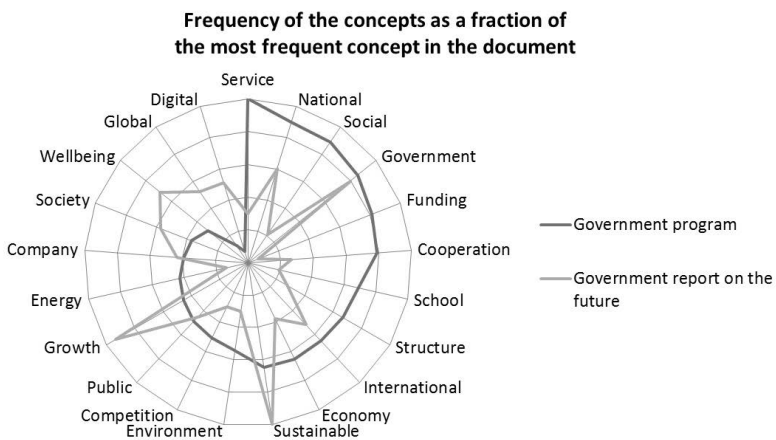 Frequency of the concepts as a fraction of
the most frequent concept in the document
Service
National
Social
Government
Funding
Cooperation
School
Structure
International
Economy
Sustainable
Environment
Competition
Public
Growth
Energy
Company
Society
Wellbeing
Global
Digital
Government program
Government report on the
future